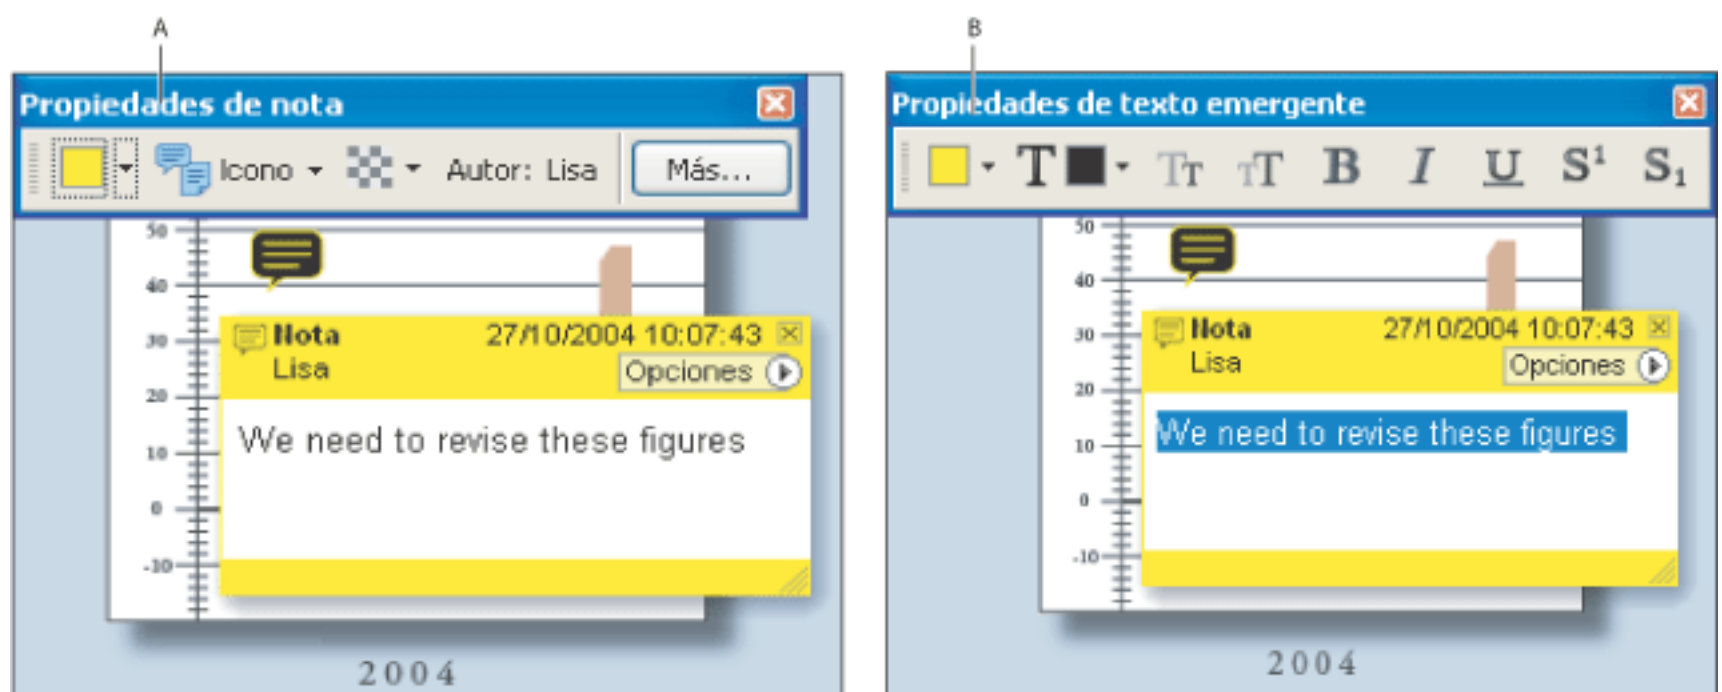 A
Propiedades de nota
Icono
Autor: Lisa
Más...
50
40
30
20
10
0
-10
Nota
27/10/2004 10:07:43
Lisa
Opciones
We need to revise these figures
2004
B
Propiedades de texto emergente
T
TT
TT
B
I
U
S¹
S₁
50
40
30
20
10
0
-10
Nota
27/10/2004 10:07:43
Lisa
Opciones
We need to revise these figures
2004